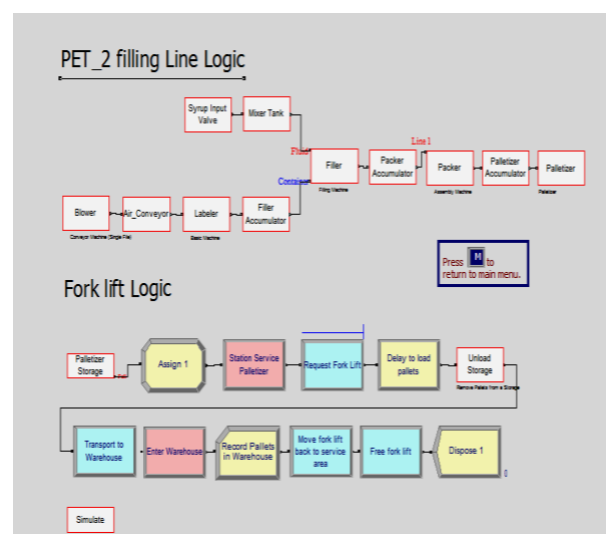 PET_2 filling Line Logic
Syrup Input
Valve
Mixer Tank
Line 1
Fluid
Filler
Packer
Accumulator
Packer
Palletizer
Accumulator
Palletizer
Container
Filling Machine
Assembly Machine
Palletizer
Blower
Air_Conveyor
Labeler
Filler
Accumulator
Conveyor Machine (Single File)
Basic Machine
Press M to
return to main menu.
Fork lift Logic
Palletizer
Storage
Assign 1
Station Service
Palletizer
Request Fork Lift
Delay to load
pallets
Unload
Storage
Remove Pallets from a Storage
Transport to
Warehouse
Enter Warehouse
Record Palllets
in Warehouse
Move fork lift
back to service
area
Free fork lift
Dispose 1
0
Simulate